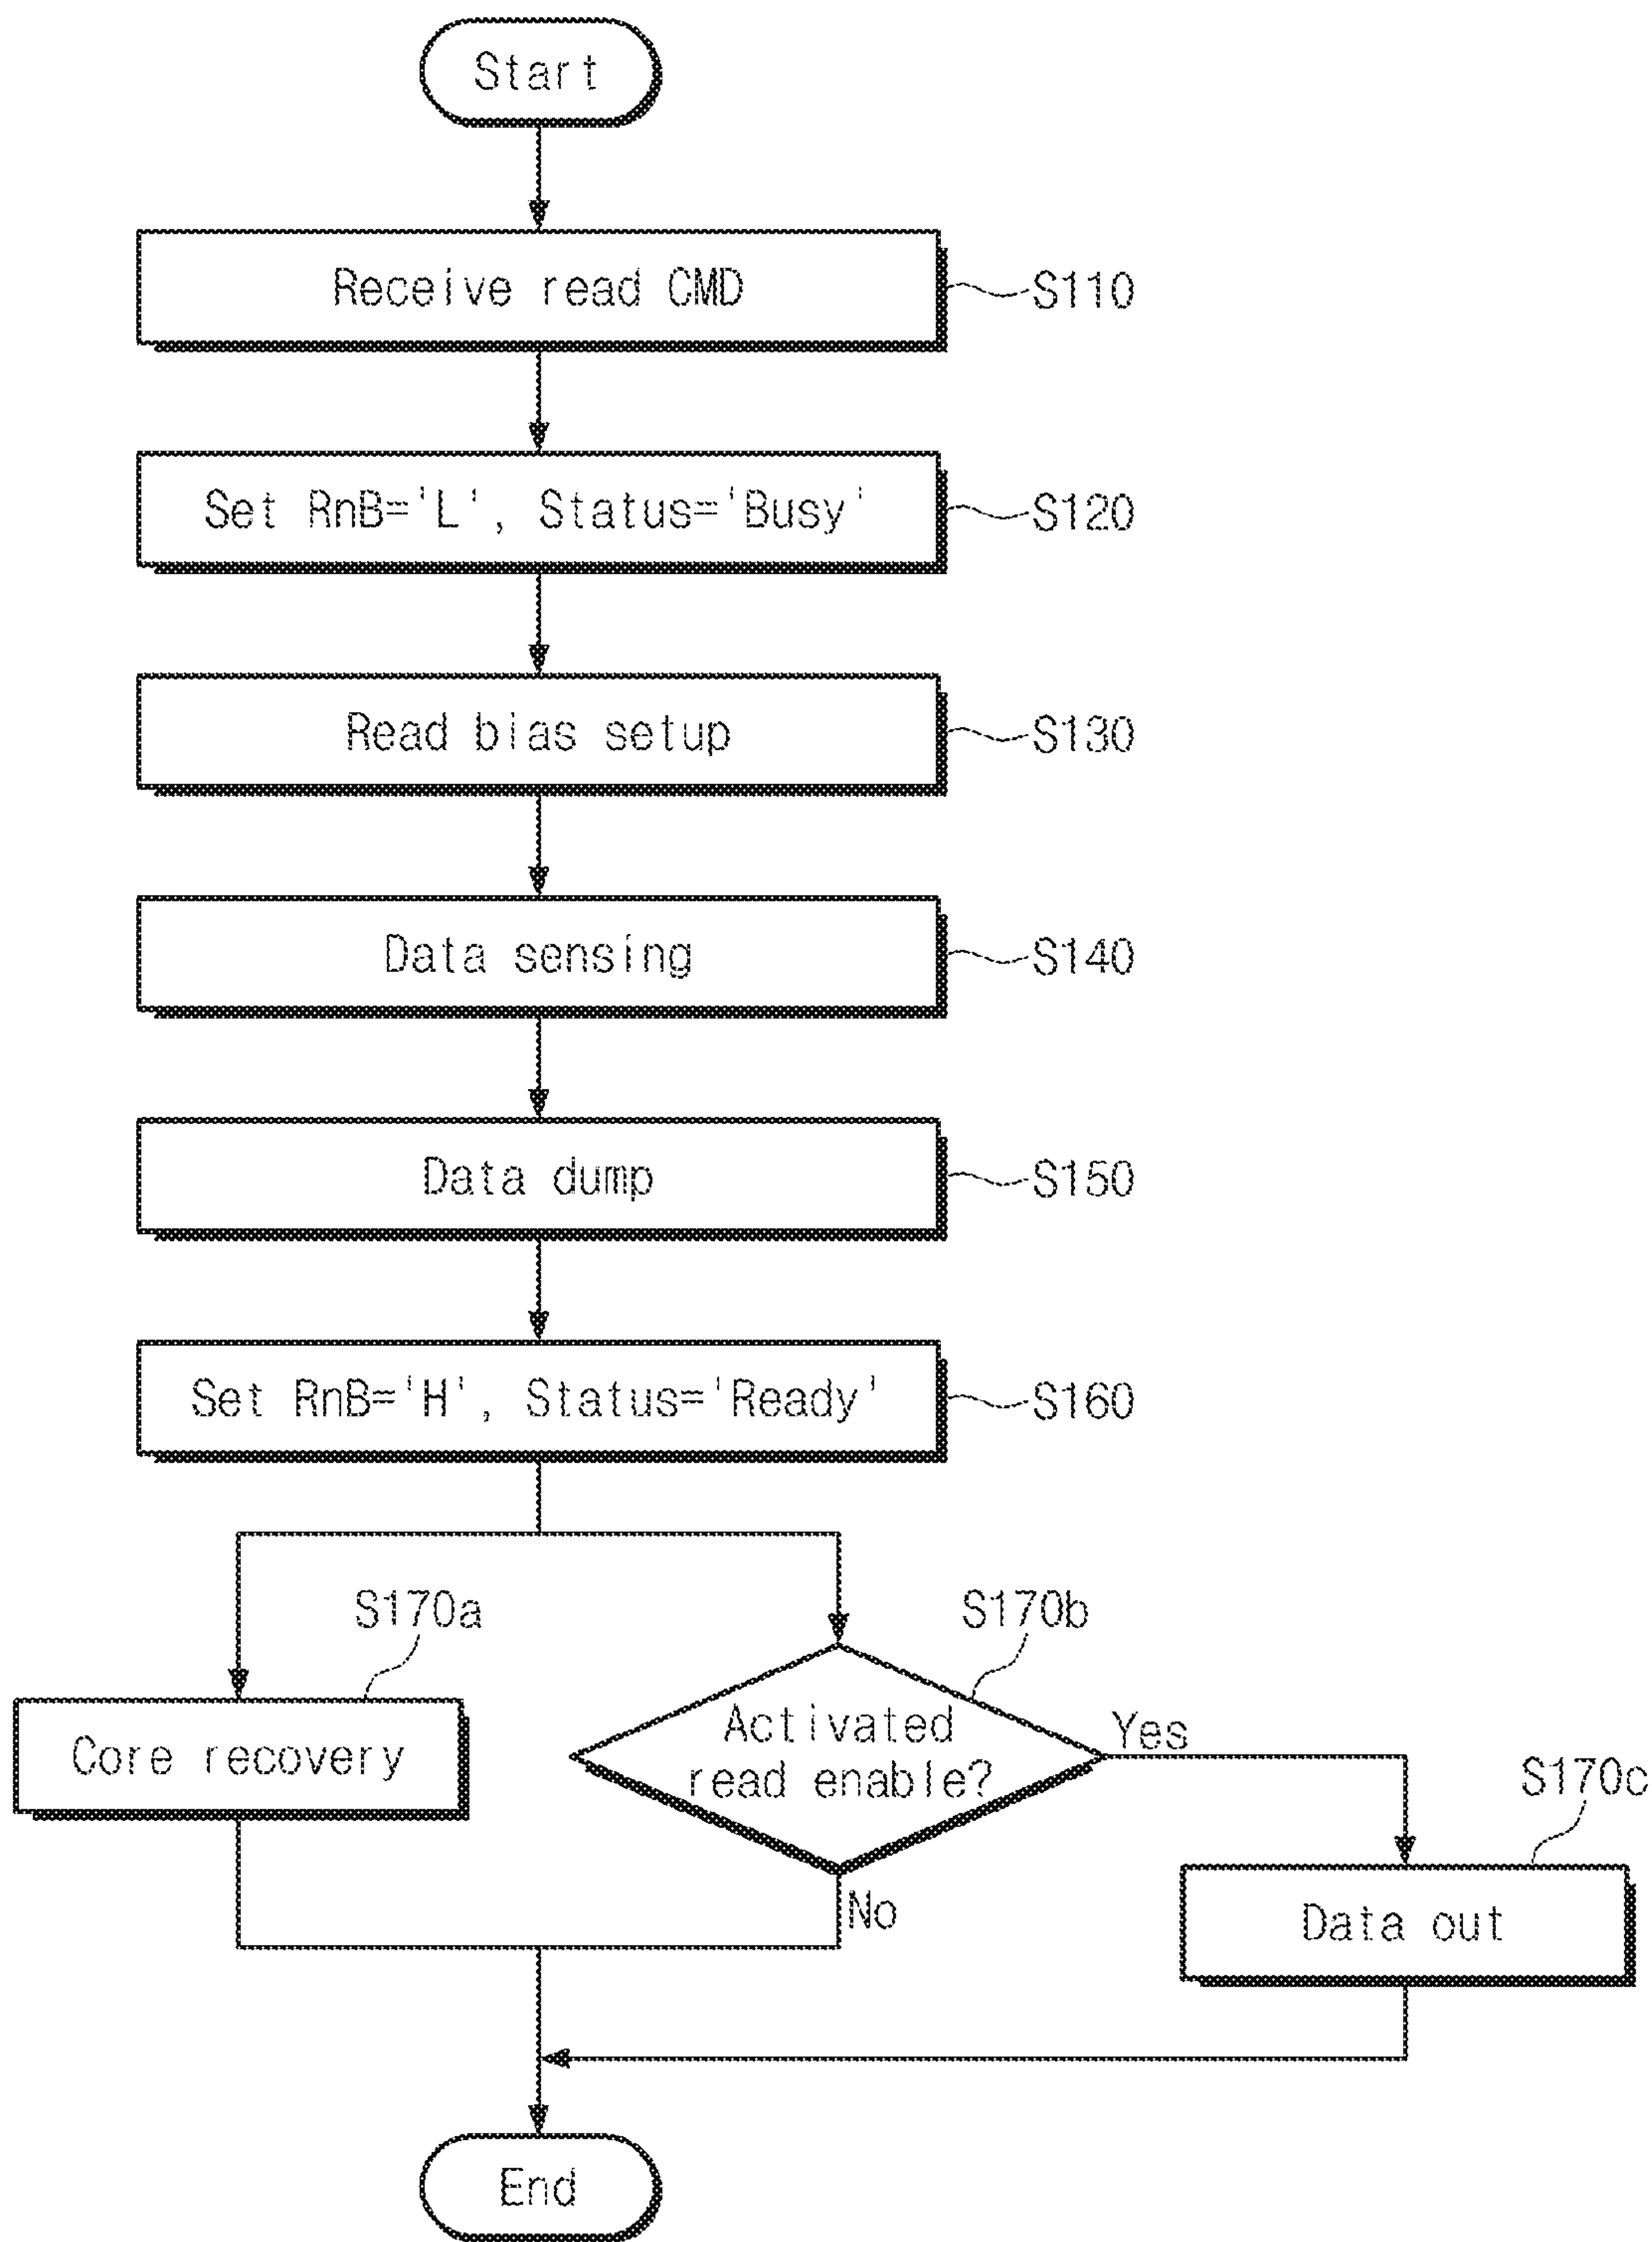 Start
Receive read CMD
S110
Set RnB='L', Status='Busy'
S120
Read bias setup
S130
Data sensing
S140
Data dump
S150
Set RnB='H', Status='Ready'
S160
S170a
S170b
Core recovery
Activated
read enable?
Yes
S170c
No
Data out
End